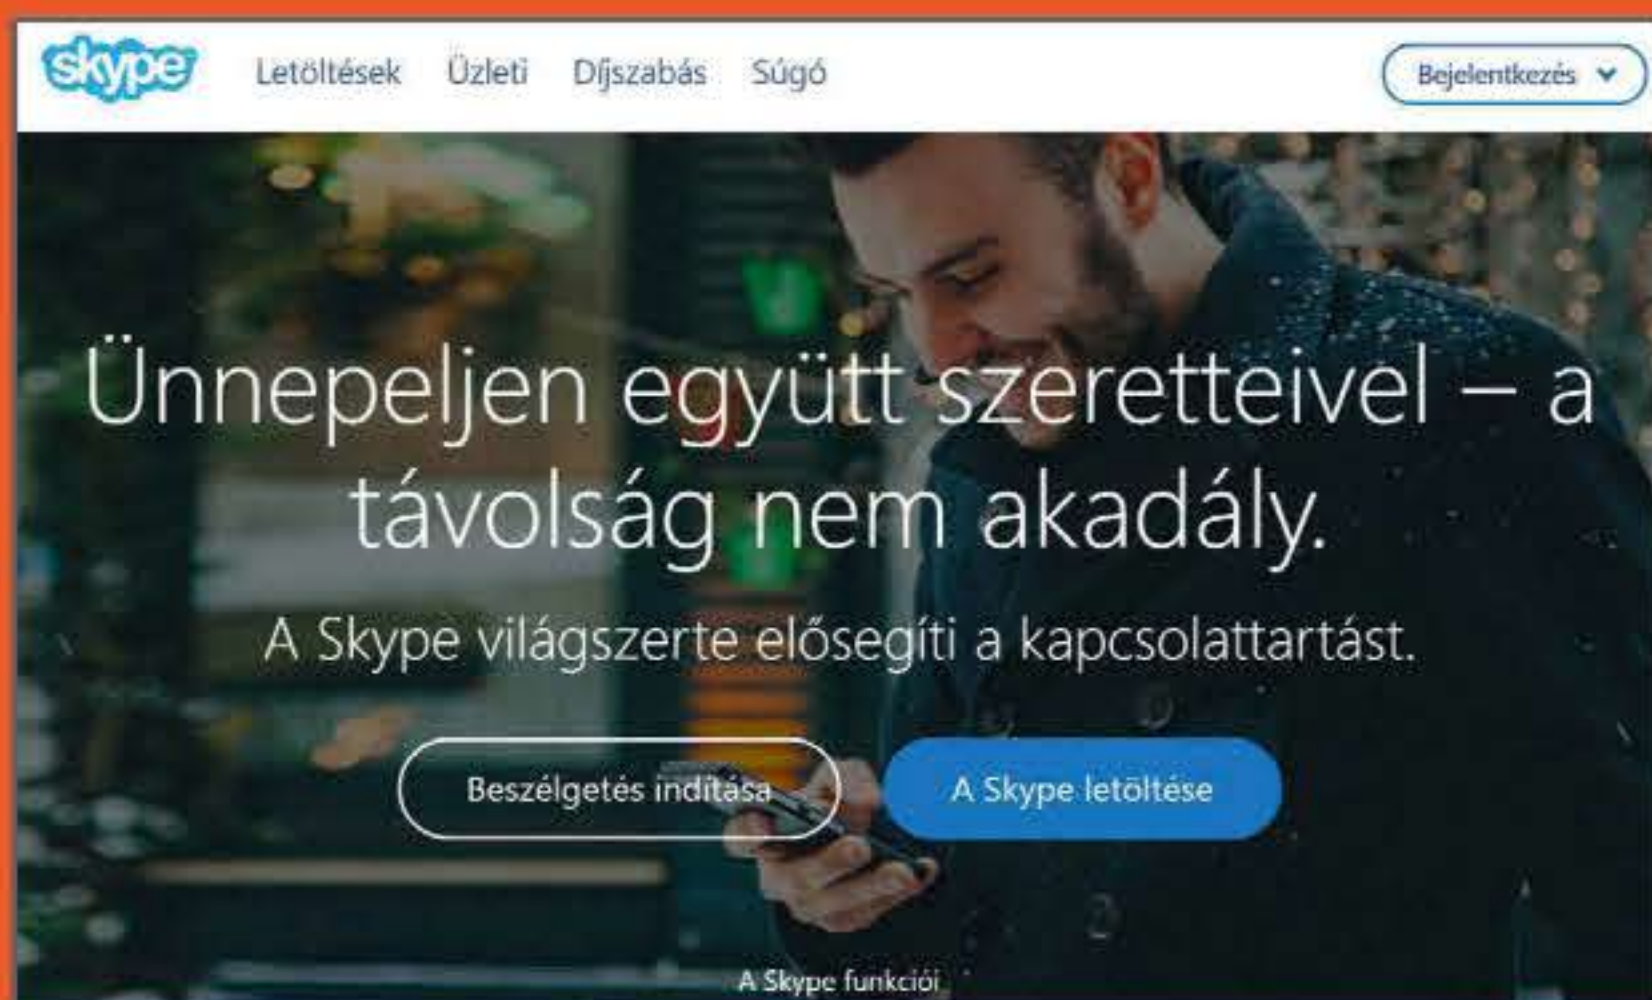 skype
Letöltések Üzleti Díjszabás Súgó Bejelentkezés
Ünnepeljen együtt szeretteivel – a
távolság nem akadály.
A Skype világszerte elősegíti a kapcsolattartást.
Beszélgetés indítása A Skype letöltése
A Skype funkciói